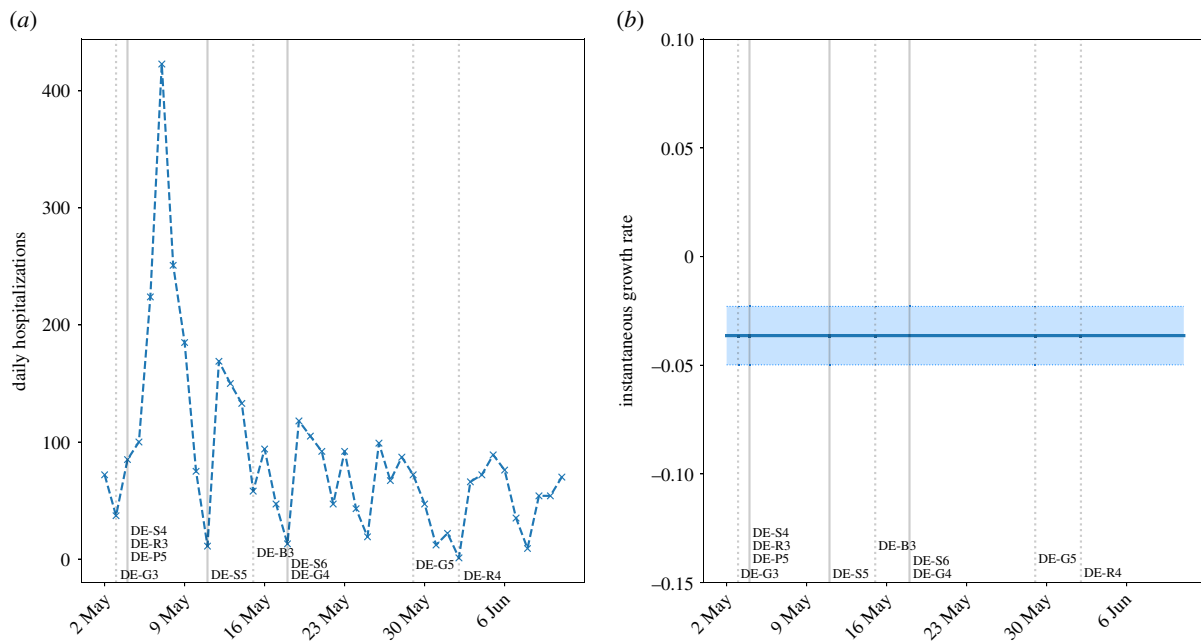 (a)
400
300
200
100
0
daily hospitalizations
DE-S4
DE-R3
DE-P5
DE-G3
DE-S5
DE-B3
DE-S6
DE-G4
DE-G5
DE-R4
2 May
9 May
16 May
23 May
30 May
6 Jun
(b)
0.10
0.05
0
–0.05
–0.10
–0.15
instantaneous growth rate
DE-S4
DE-R3
DE-P5
DE-G3
DE-S5
DE-B3
DE-S6
DE-G4
DE-G5
DE-R4
2 May
9 May
16 May
23 May
30 May
6 Jun